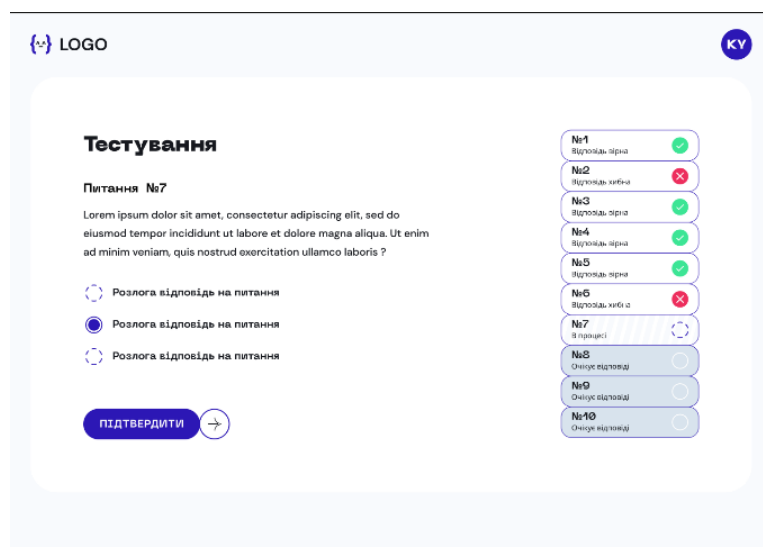 {^^} LOGO
KY
Тестування
Питання №7
Lorem ipsum dolor sit amet, consectetur adipiscing elit, sed do
eiusmod tempor incididunt ut labore et dolore magna aliqua. Ut enim
ad minim veniam, quis nostrud exercitation ullamco laboris ?
Розлога відповідь на питання
Розлога відповідь на питання
Розлога відповідь на питання
ПІДТВЕРДИТИ
№1
Відповідь вірна
№2
Відповідь хибна
№3
Відповідь вірна
№4
Відповідь вірна
№5
Відповідь вірна
№6
Відповідь хибна
№7
В процесі
№8
Очікує відповіді
№9
Очікує відповіді
№10
Очікує відповіді